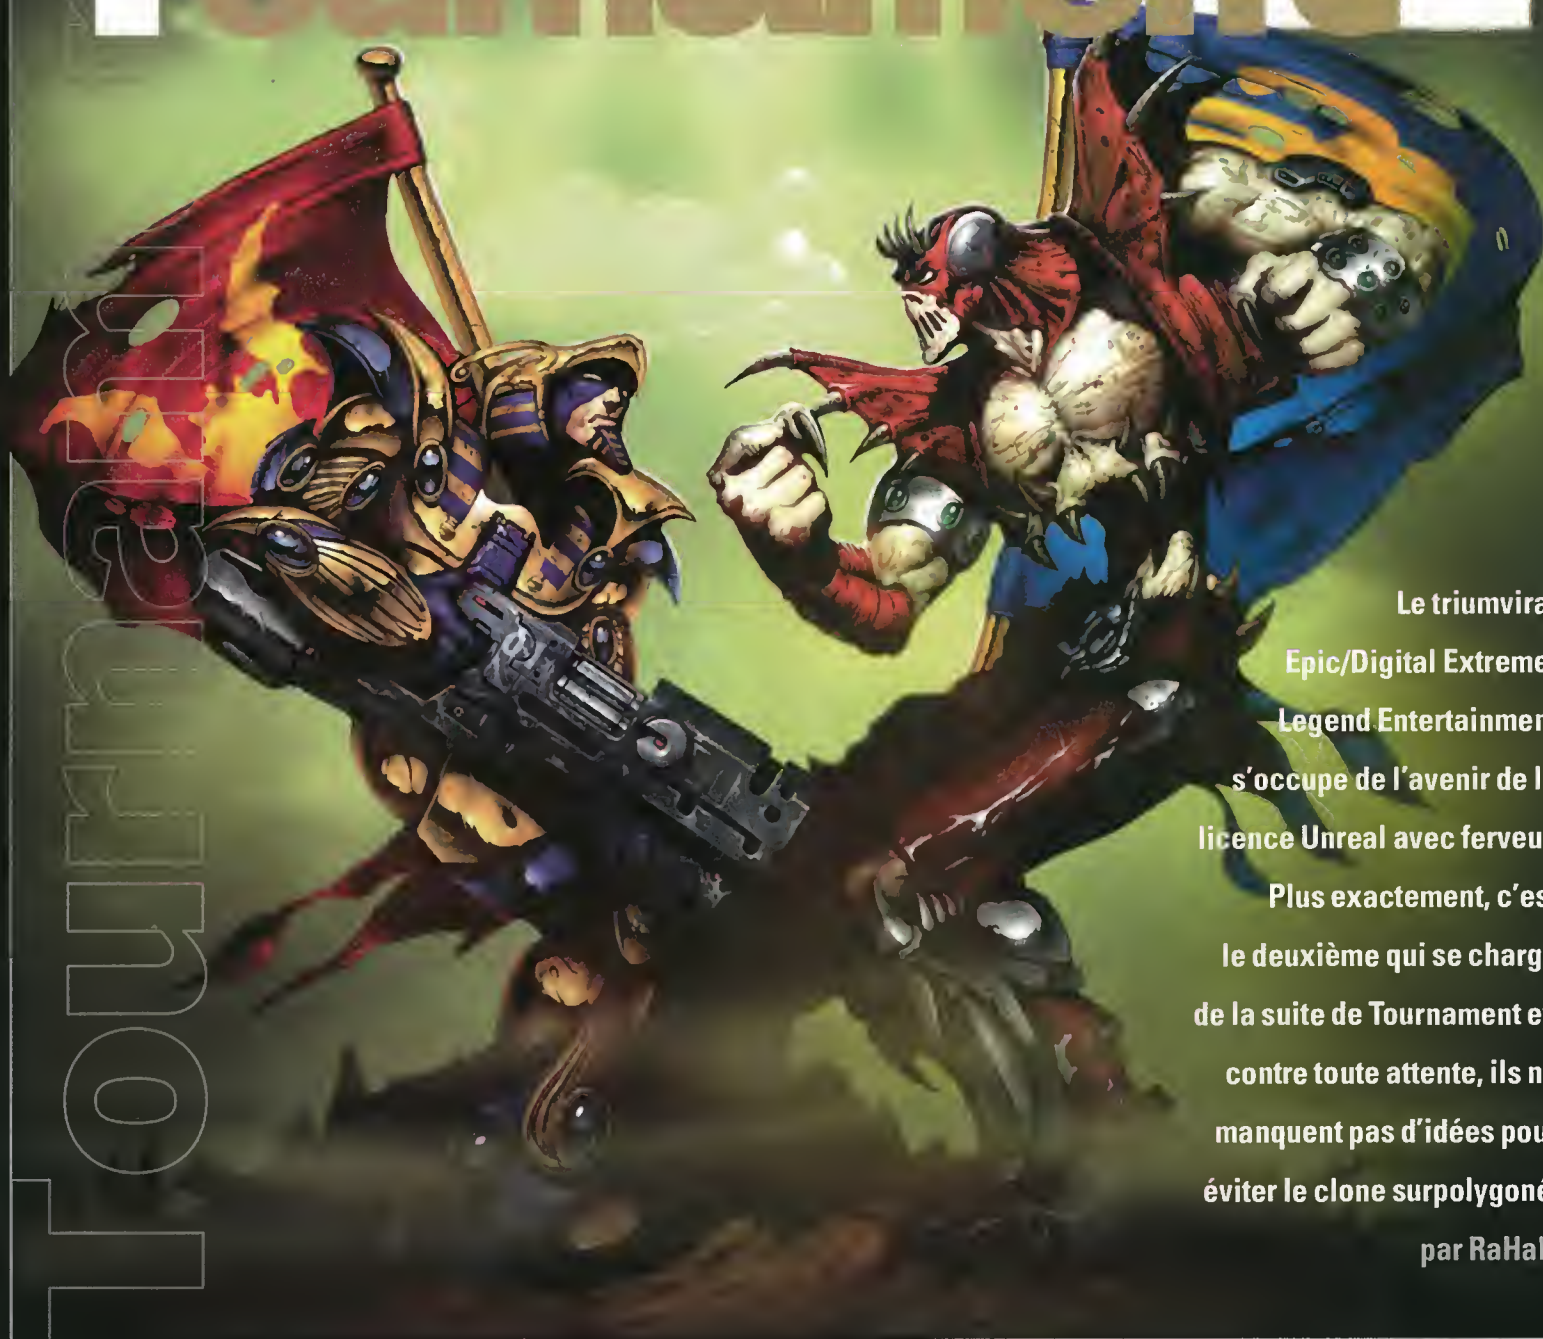 Tournam
Le triumvira
Epic/Digital Extreme
Legend Entertainmen
s'occupe de l'avenir de l
licence Unreal avec ferveu
Plus exactement, c'es
le deuxième qui se charg
de la suite de Tournament e
contre toute attente, ils n
manquent pas d'idées pou
éviter le clone surpolygoné
par RaHa